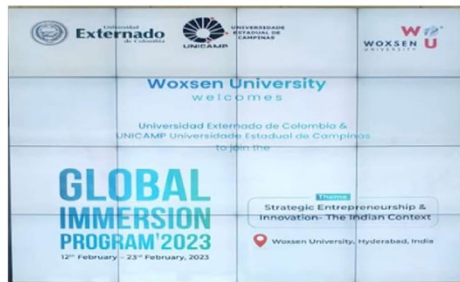 Universidad
Externado
de Colombia
UNICAMP
UNIVERSIDADE
ESTADUAL DE
CAMPINAS
WOU
WOXSEN
UNIVERSITY
Woxsen University
welcomes
Universidad Externado de Colombia &
UNICAMP Universidade Estadual de Campinas
to join the
GLOBAL
IMMERSION
PROGRAM'2023
12th February – 23rd February, 2023
Theme
Strategic Entrepreneurship &
Innovation- The Indian Context
Woxsen University, Hyderabad, India